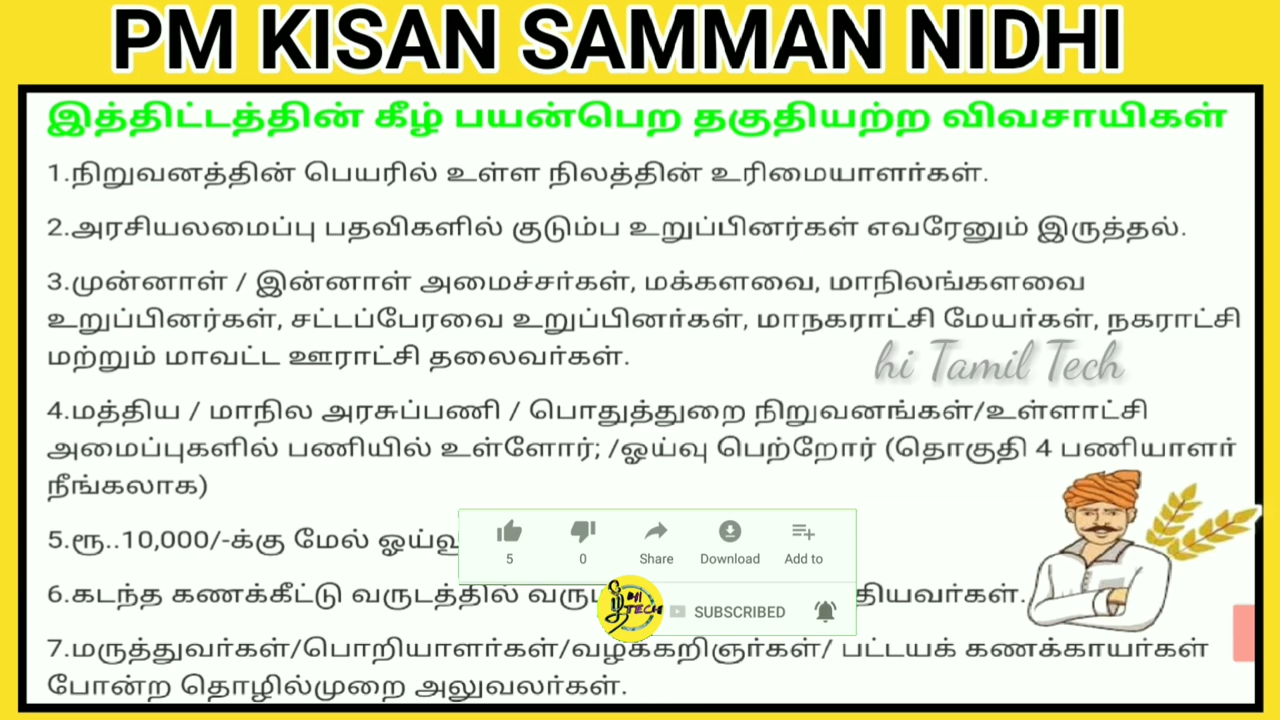 PM KISAN SAMMAN NIDHI
இத்திட்டத்தின் கீழ் பயன்பெற தகுதியற்ற விவசாயிகள்
1.நிறுவனத்தின் பெயரில் உள்ள நிலத்தின் உரிமையாளர்கள்.
2.அரசியலமைப்பு பதவிகளில் குடும்ப உறுப்பினர்கள் எவரேனும் இருத்தல்.
3.முன்னாள் / இன்னாள் அமைச்சர்கள், மக்களவை, மாநிலங்களவை
உறுப்பினர்கள், சட்டப்பேரவை உறுப்பினர்கள், மாநகராட்சி மேயர்கள், நகராட்சி
மற்றும் மாவட்ட ஊராட்சி தலைவர்கள்.
hi Tamil Tech
4.மத்திய / மாநில அரசுப்பணி / பொதுத்துறை நிறுவனங்கள்/உள்ளாட்சி
அமைப்புகளில் பணியில் உள்ளோர்; /ஓய்வு பெற்றோர் (தொகுதி 4 பணியாளர்
நீங்கலாக)
5.ரூ..10,000/-க்கு மேல்
5 0 Share Download Add to
6.கடந்த கணக்கீட்டு வருடத்தில்
HI TECH SUBSCRIBED
7.மருத்துவர்கள்/பொறியாளர்கள்/வழக்கறிஞர்கள்/ பட்டயக் கணக்காயர்கள்
போன்ற தொழில்முறை அலுவலர்கள்.